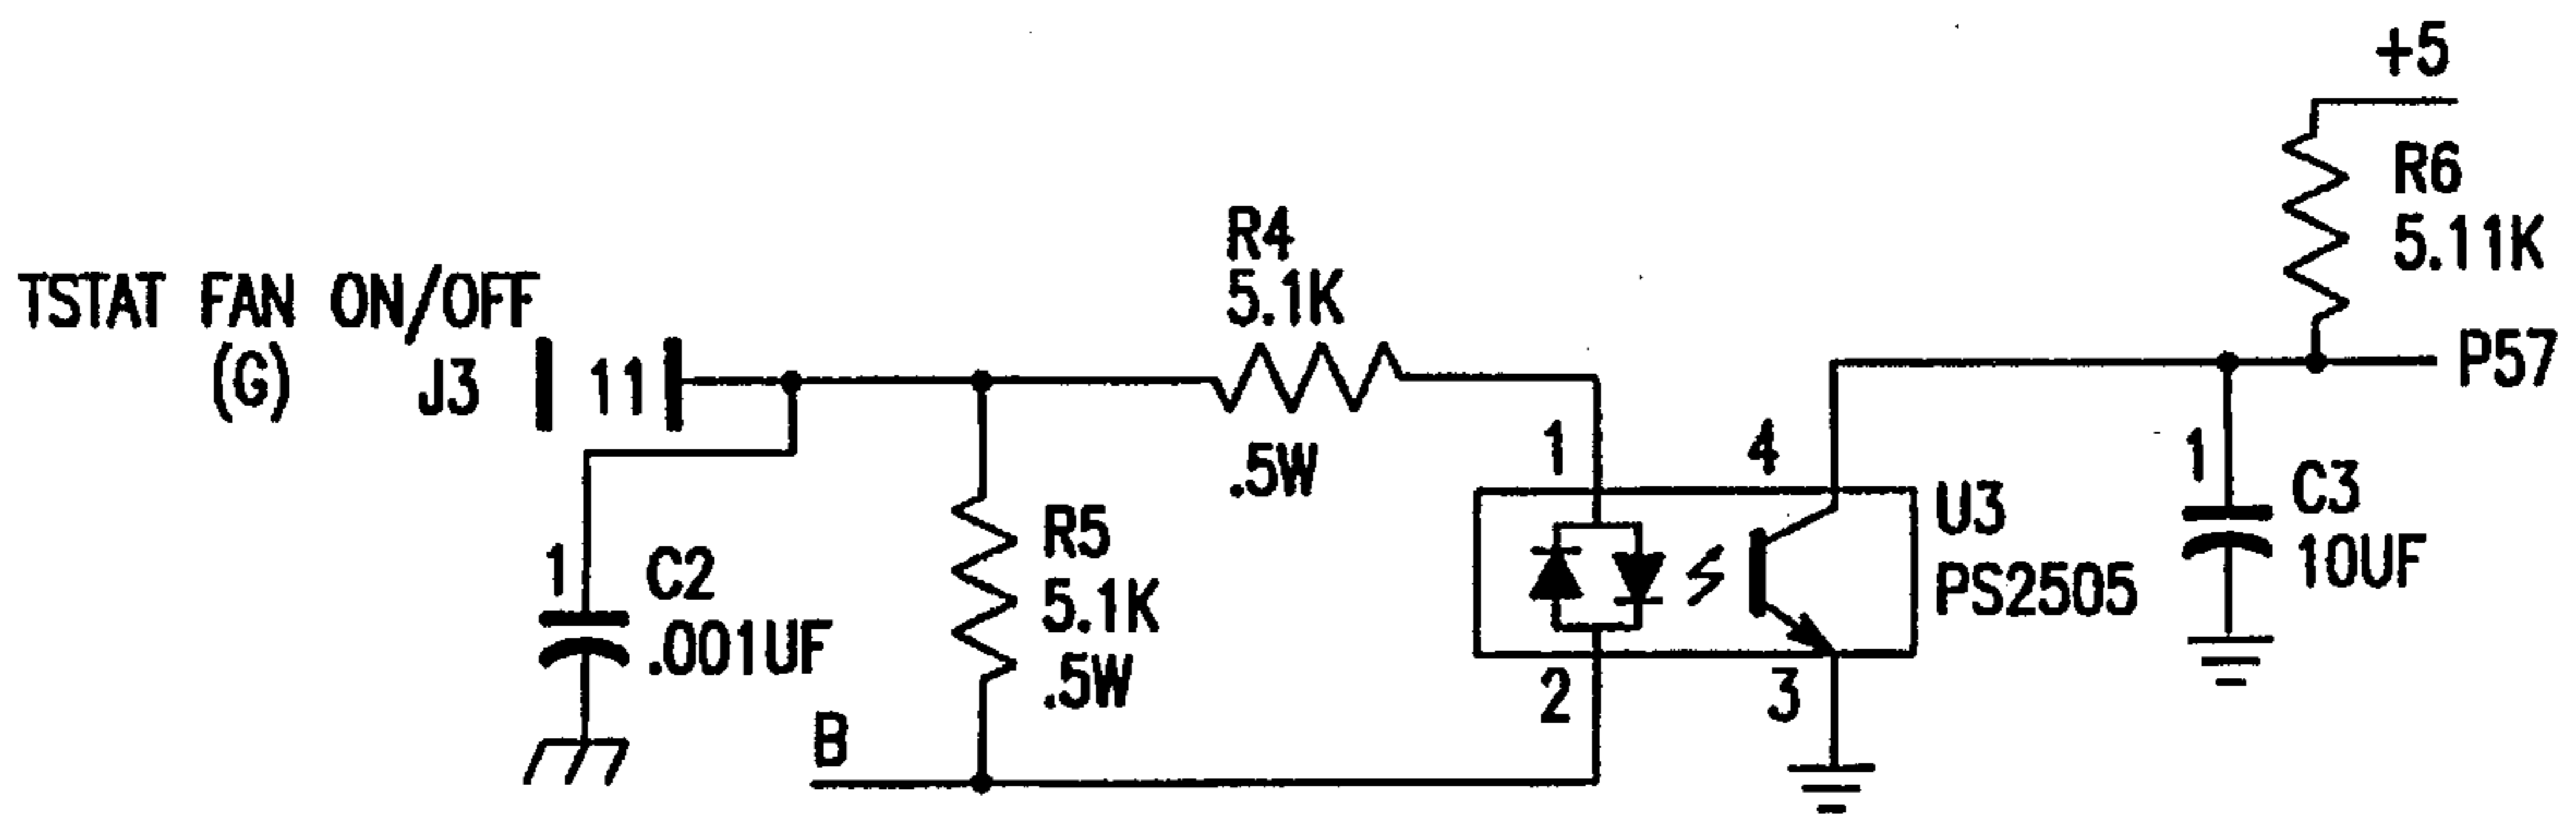 +5
R6
5.11K
R4
5.1K
.5W
TSTAT FAN ON/OFF
(G)
J3 11
P57
1
4
1
C3
10UF
U3
PS2505
R5
5.1K
.5W
1
C2
.001UF
2
3
B